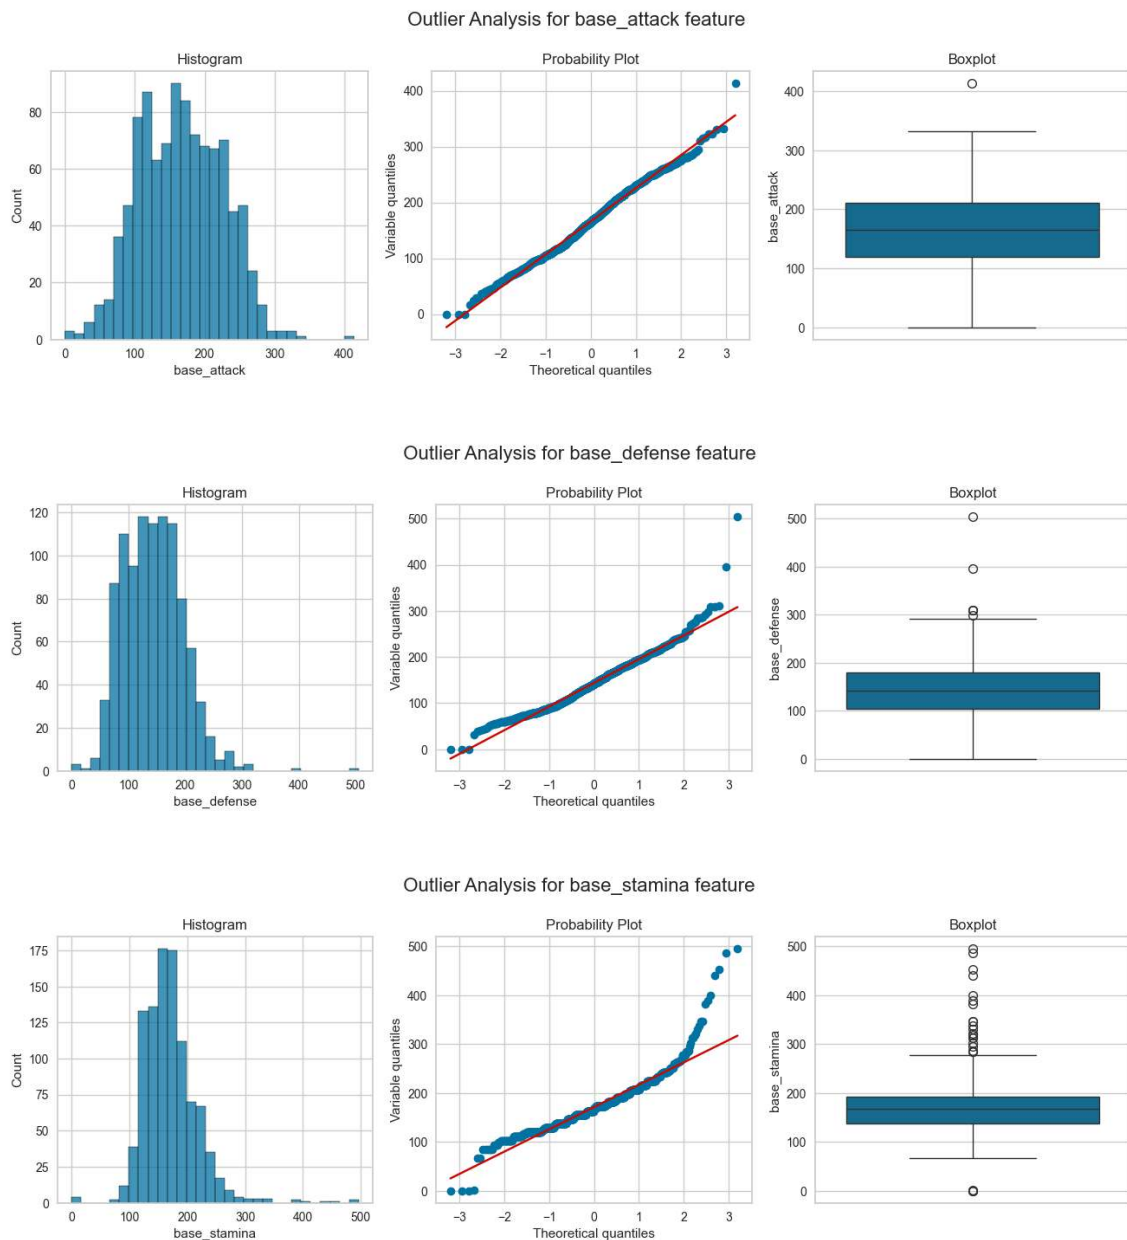 Outlier Analysis for base_attack feature
Histogram
Probability Plot
Boxplot
Count
80
60
40
20
0
0 100 200 300 400
base_attack
Variable quantiles
400
300
200
100
0
−3 −2 −1 0 1 2 3
Theoretical quantiles
base_attack
400
300
200
100
0
Outlier Analysis for base_defense feature
Histogram
Probability Plot
Boxplot
Count
120
100
80
60
40
20
0
0 100 200 300 400 500
base_defense
Variable quantiles
500
400
300
200
100
0
−3 −2 −1 0 1 2 3
Theoretical quantiles
base_defense
500
400
300
200
100
0
Outlier Analysis for base_stamina feature
Histogram
Probability Plot
Boxplot
Count
175
150
125
100
75
50
25
0
0 100 200 300 400 500
base_stamina
Variable quantiles
500
400
300
200
100
0
−3 −2 −1 0 1 2 3
Theoretical quantiles
base_stamina
500
400
300
200
100
0